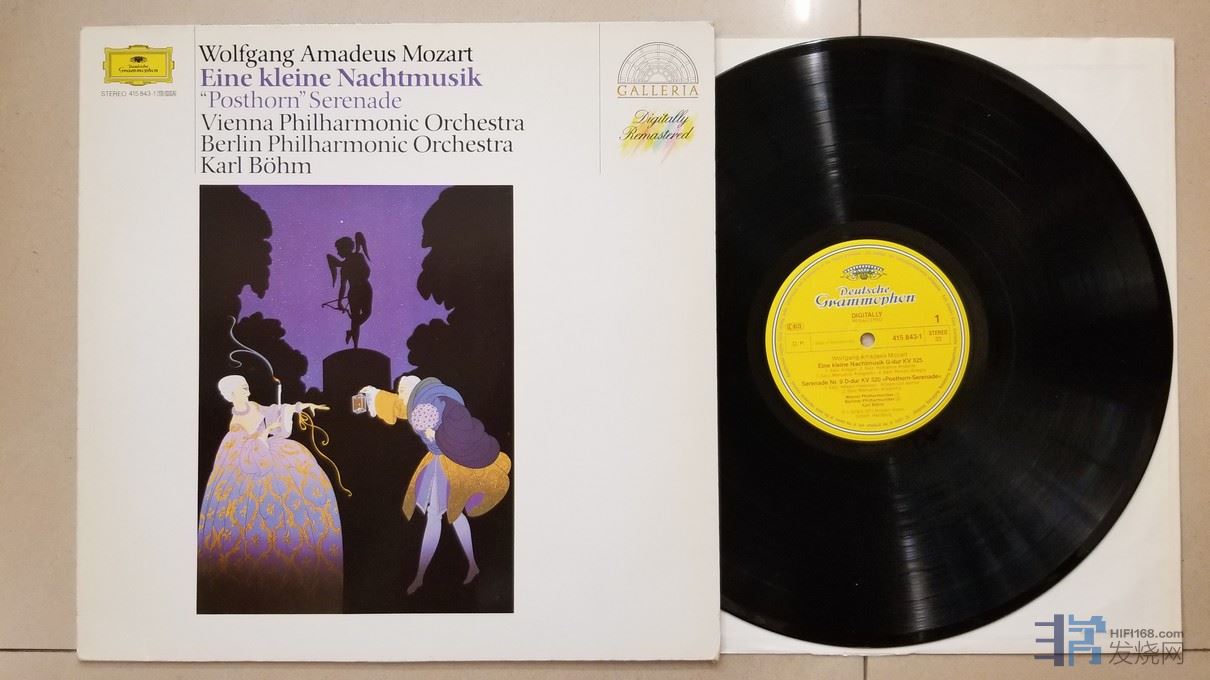 Deutsche
Grammophon
STEREO 415 843-1
Wolfgang Amadeus Mozart
Eine kleine Nachtmusik
“Posthorn” Serenade
Vienna Philharmonic Orchestra
Berlin Philharmonic Orchestra
Karl Böhm
GALLERIA
Digitally
Remastered
Deutsche
Grammophon
DIGITALLY
1
415 843-1
STEREO
Wolfgang Amadeus Mozart
Eine kleine Nachtmusik G-dur KV 525
Serenade Nr. 9 D-dur KV 320 »Posthorn-Serenade«
Wiener Philharmoniker
Berliner Philharmoniker
Karl Böhm
HIFI168.com
发烧网